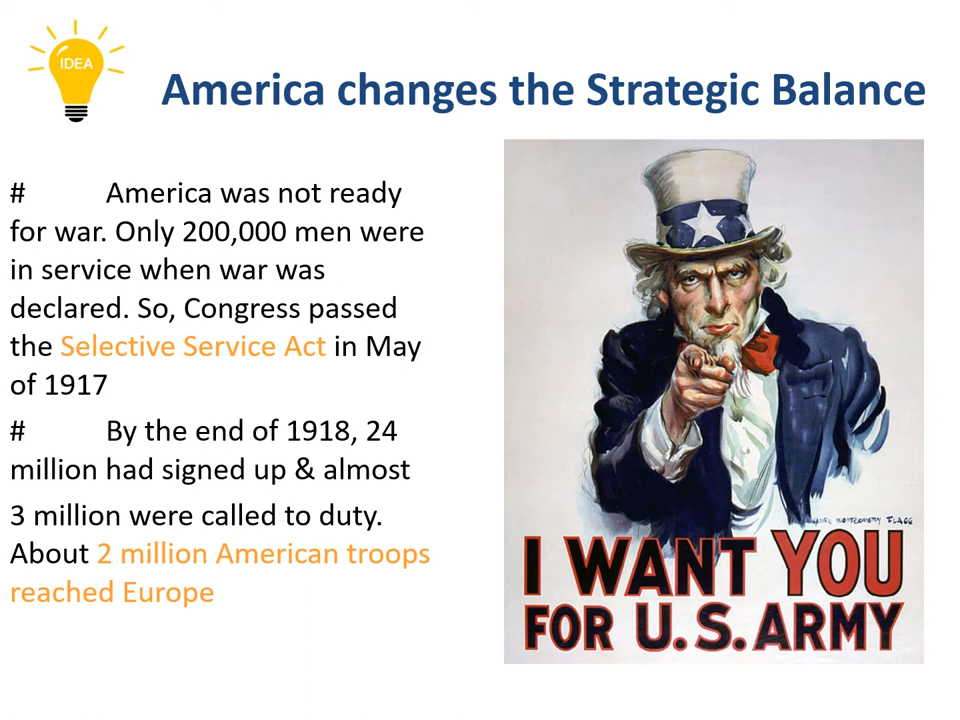 IDEA
America changes the Strategic Balance
# America was not ready
for war. Only 200,000 men were
in service when war was
declared. So, Congress passed
the Selective Service Act in May
of 1917
# By the end of 1918, 24
million had signed up & almost
3 million were called to duty.
About 2 million American troops
reached Europe
JAMES MONTGOMERY FLAGG
I WANT YOU
FOR U.S. ARMY